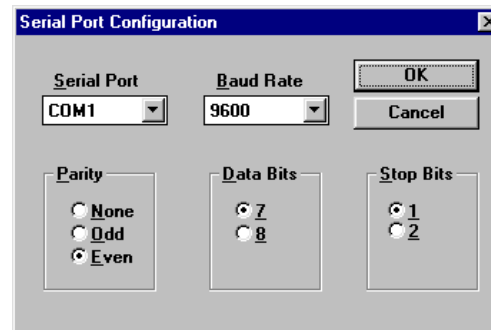 Serial Port Configuration
Serial Port
Baud Rate
OK
COM1
9600
Cancel
Parity
Data Bits
Stop Bits
None
7
1
Odd
8
2
Even